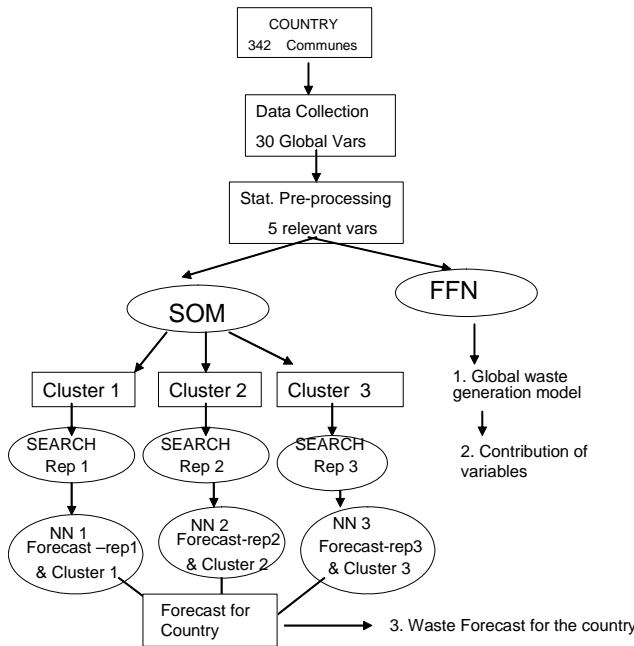 COUNTRY
342 Communes
Data Collection
30 Global Vars
Stat. Pre-processing
5 relevant vars
SOM
FFN
1. Global waste
generation model
2. Contribution of
variables
Cluster 1
Cluster 2
Cluster 3
SEARCH
Rep 1
SEARCH
Rep 2
SEARCH
Rep 3
NN 1
Forecast –rep1
& Cluster 1
NN 2
Forecast-rep2
& Cluster 2
NN 3
Forecast-rep3
& Cluster 3
Forecast for
Country
3. Waste Forecast for the country